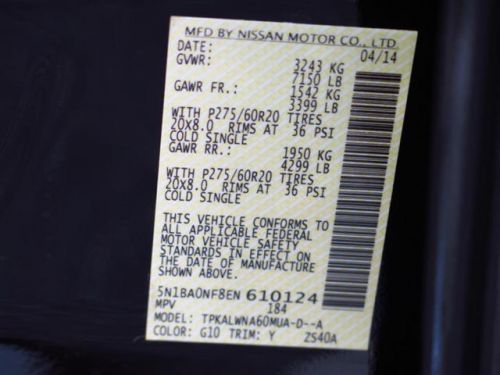 MFD BY NISSAN MOTOR CO., LTD.
DATE: 04/14
GVWR: 3243 KG
7150 LB
GAWR FR.: 1542 KG
3399 LB
WITH P275/60R20 TIRES
20X8.0 RIMS AT 36 PSI
COLD SINGLE
GAWR RR.: 1950 KG
4299 LB
WITH P275/60R20 TIRES
20X8.0 RIMS AT 36 PSI
COLD SINGLE
THIS VEHICLE CONFORMS TO
ALL APPLICABLE FEDERAL
MOTOR VEHICLE SAFETY
STANDARDS IN EFFECT ON
THE DATE OF MANUFACTURE
SHOWN ABOVE.
5N1BA0NF8EN 610124
MPV 184
MODEL: TPKALWNA60MUA-D--A
COLOR: G10 TRIM: Y ZS40A